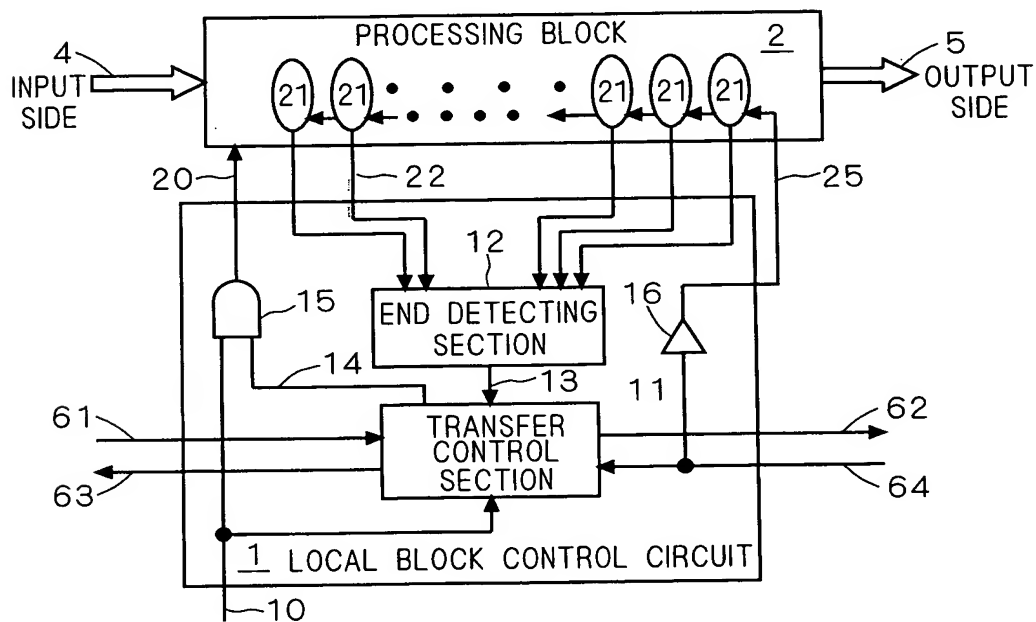 PROCESSING BLOCK 2
4
INPUT
SIDE
5
OUTPUT
SIDE
21 21 21 21 21
20
22
25
12
END DETECTING
SECTION
15
16
14
13
11
61
TRANSFER
CONTROL
SECTION
62
63
64
1 LOCAL BLOCK CONTROL CIRCUIT
10